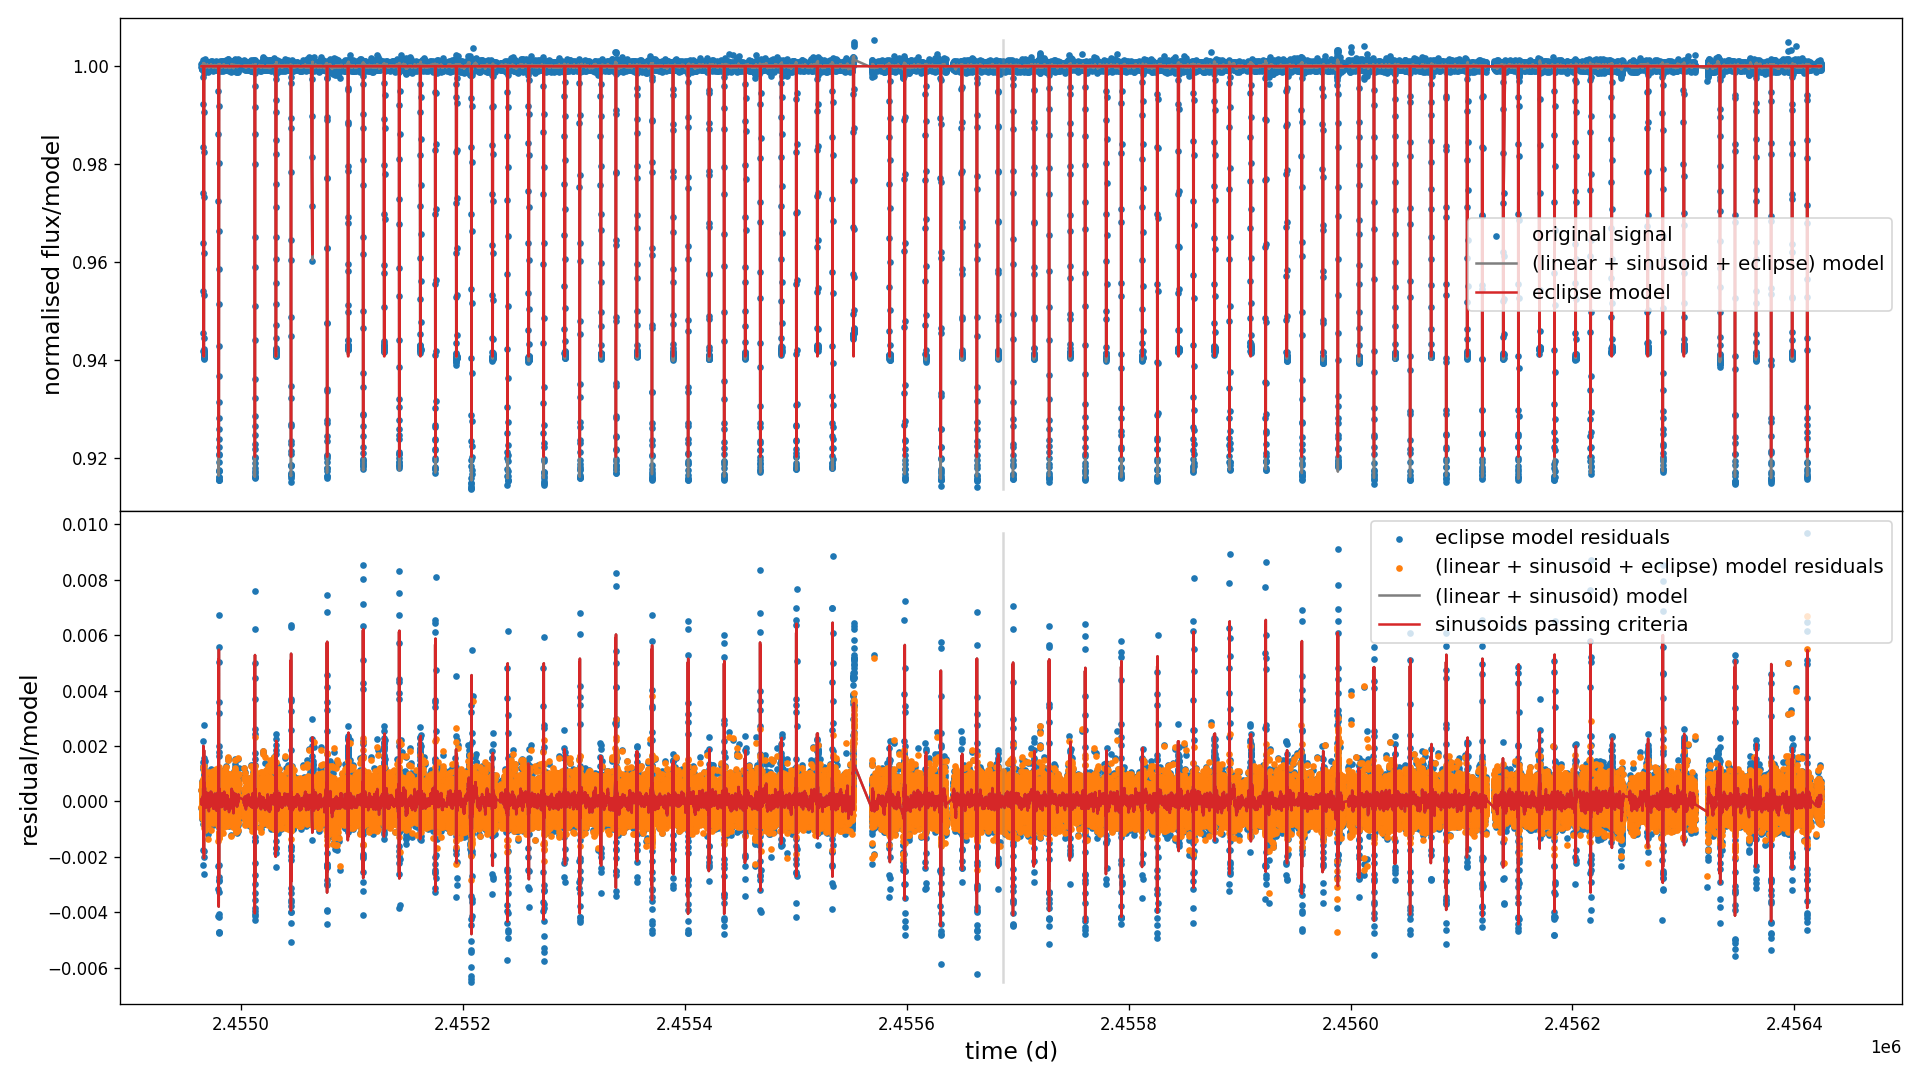 normalised flux/model
1.00
0.98
0.96
0.94
0.92
original signal
(linear + sinusoid + eclipse) model
eclipse model
residual/model
0.010
0.008
0.006
0.004
0.002
0.000
−0.002
−0.004
−0.006
eclipse model residuals
(linear + sinusoid + eclipse) model residuals
(linear + sinusoid) model
sinusoids passing criteria
2.4550 2.4552 2.4554 2.4556 2.4558 2.4560 2.4562 2.4564
time (d)
1e6